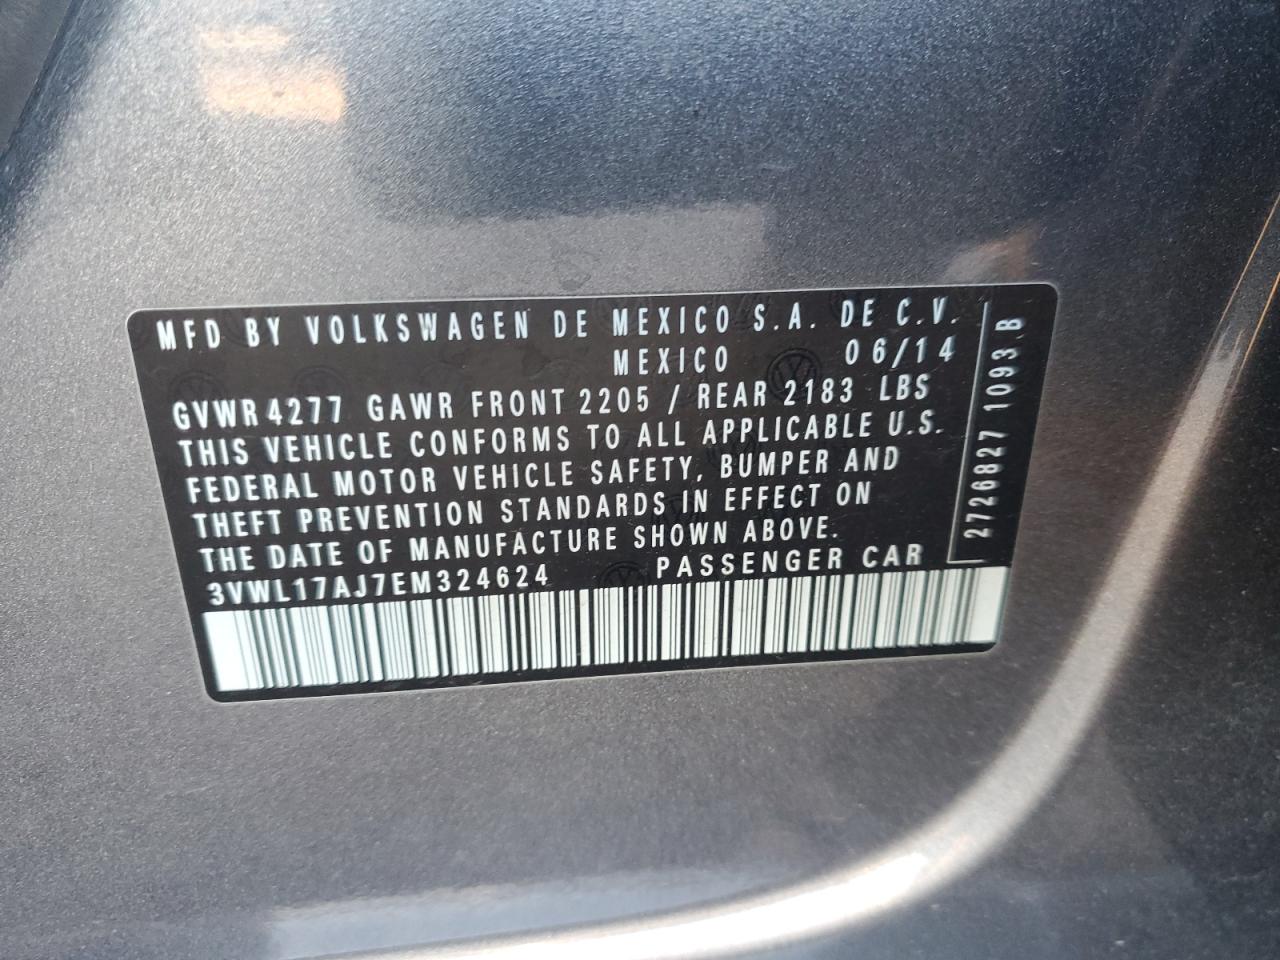 MFD BY VOLKSWAGEN DE MEXICO S.A. DE C.V.
MEXICO 06/14
GVWR 4277 GAWR FRONT 2205 / REAR 2183 LBS
THIS VEHICLE CONFORMS TO ALL APPLICABLE U.S.
FEDERAL MOTOR VEHICLE SAFETY, BUMPER AND
THEFT PREVENTION STANDARDS IN EFFECT ON
THE DATE OF MANUFACTURE SHOWN ABOVE.
3VWL17AJ7EM324624 PASSENGER CAR
2726827 1093 B